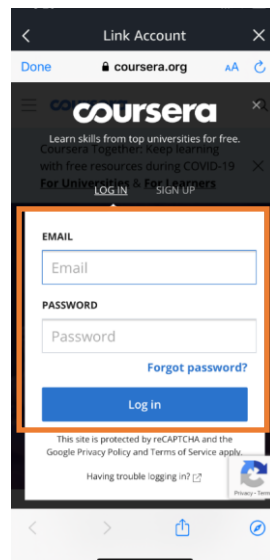 Link Account
Done
coursera.org
AA
coursera
Learn skills from top universities for free.
Coursera Together: Keep learning
with free resources during COVID-19
For Universities & For Learners
LOG IN
SIGN UP
EMAIL
Email
PASSWORD
Password
Forgot password?
Log in
This site is protected by reCAPTCHA and the
Google Privacy Policy and Terms of Service apply.
Having trouble logging in?